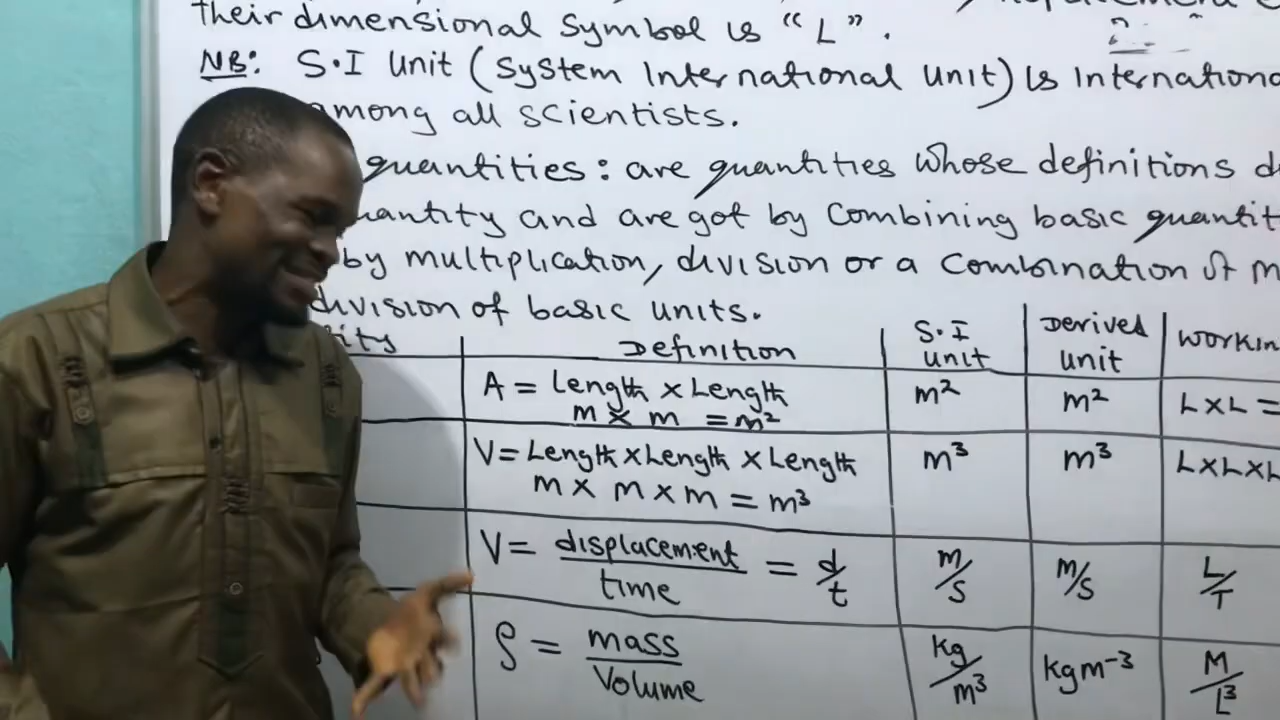 their dimensional symbol is "L".
NB: S.I Unit (System International Unit) is Internationa
mong all scientists.
quantities: are quantities whose definitions d
uantity and are got by combining basic quantit
by multiplication, division or a combination of m
division of basic units.
ity Definition S.I unit Derived unit Workin
A = Length × Length m² m² L×L =
m × m = m²
V = Length × Length × Length m³ m³ L×L×L
m × m × m = m³
V = displacement/time = d/t m/s m/s L/T
ρ = mass/Volume kg/m³ kgm⁻³ M/L³